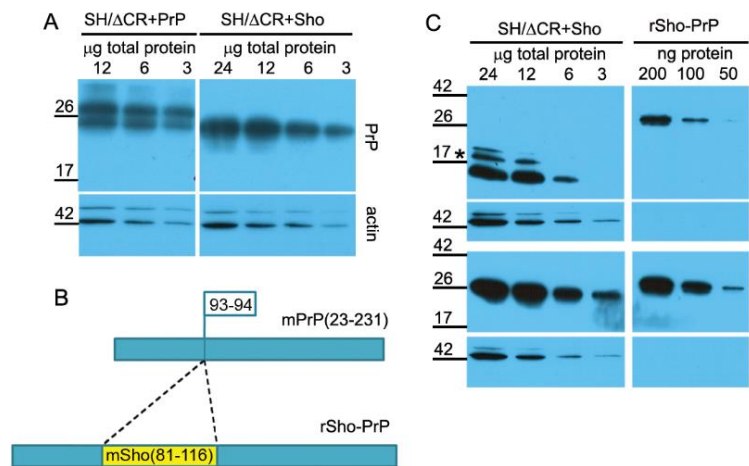 A
SH/ΔCR+PrP
SH/ΔCR+Sho
µg total protein
µg total protein
12 6 3
24 12 6 3
26
17
PrP
42
actin
B
93-94
mPrP(23-231)
rSho-PrP
mSho(81-116)
C
SH/ΔCR+Sho
rSho-PrP
µg total protein
ng protein
24 12 6 3
200 100 50
42
26
17
*
42
42
26
17
42